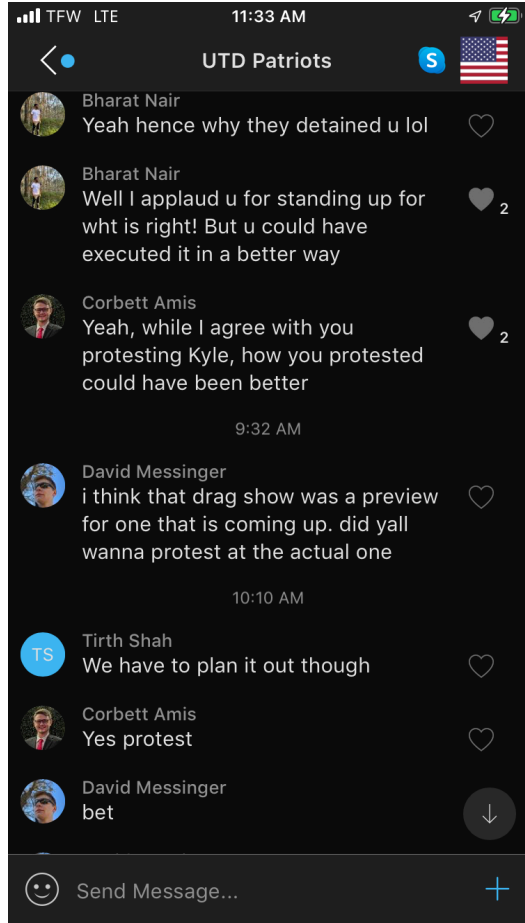 TFW LTE
11:33 AM
UTD Patriots
S
Bharat Nair
Yeah hence why they detained u lol
Bharat Nair
Well I applaud u for standing up for
wht is right! But u could have
executed it in a better way
2
Corbett Amis
Yeah, while I agree with you
protesting Kyle, how you protested
could have been better
2
9:32 AM
David Messinger
i think that drag show was a preview
for one that is coming up. did yall
wanna protest at the actual one
10:10 AM
TS
Tirth Shah
We have to plan it out though
Corbett Amis
Yes protest
David Messinger
bet
Send Message...